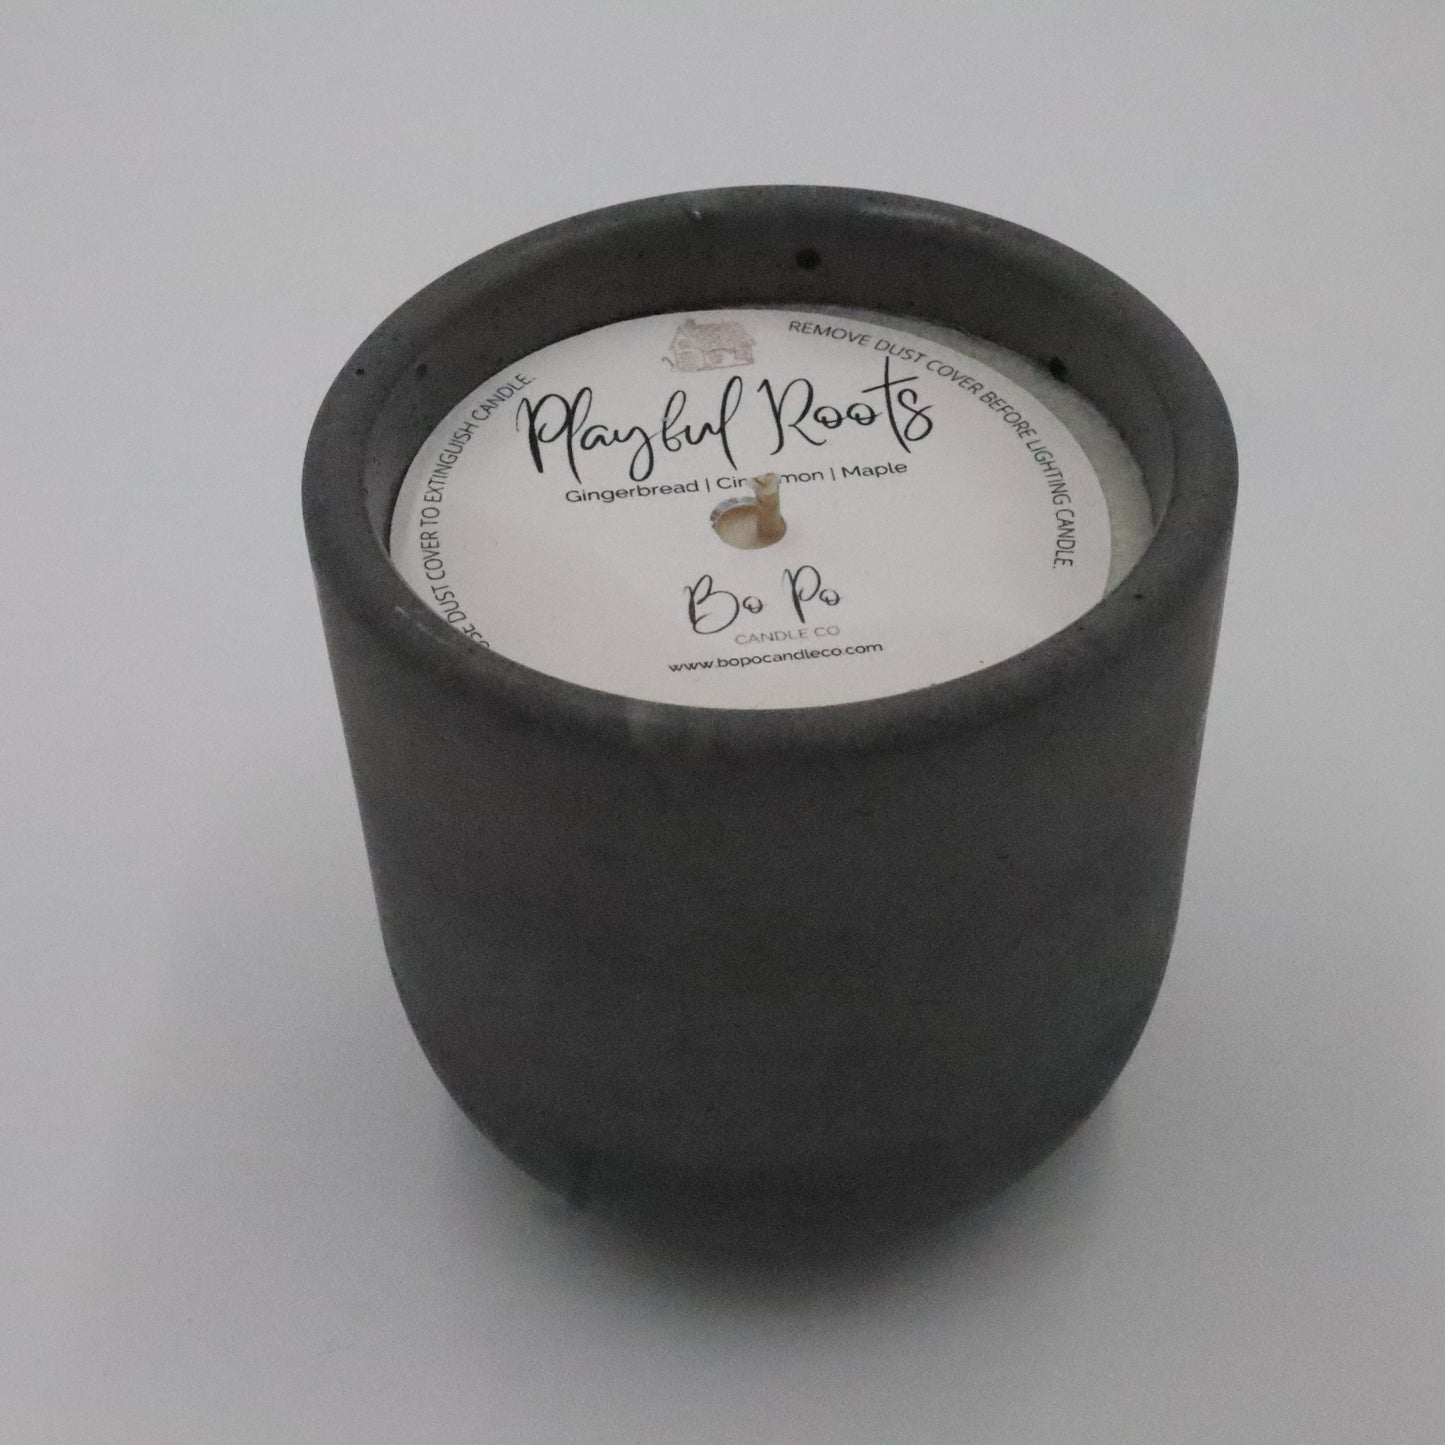 REMOVE DUST COVER BEFORE LIGHTING CANDLE.
Playful Roots
Gingerbread | Cinnamon | Maple
Bo Po
CANDLE CO
www.bopocandleco.com
DUST COVER TO EXTINGUISH CANDLE.